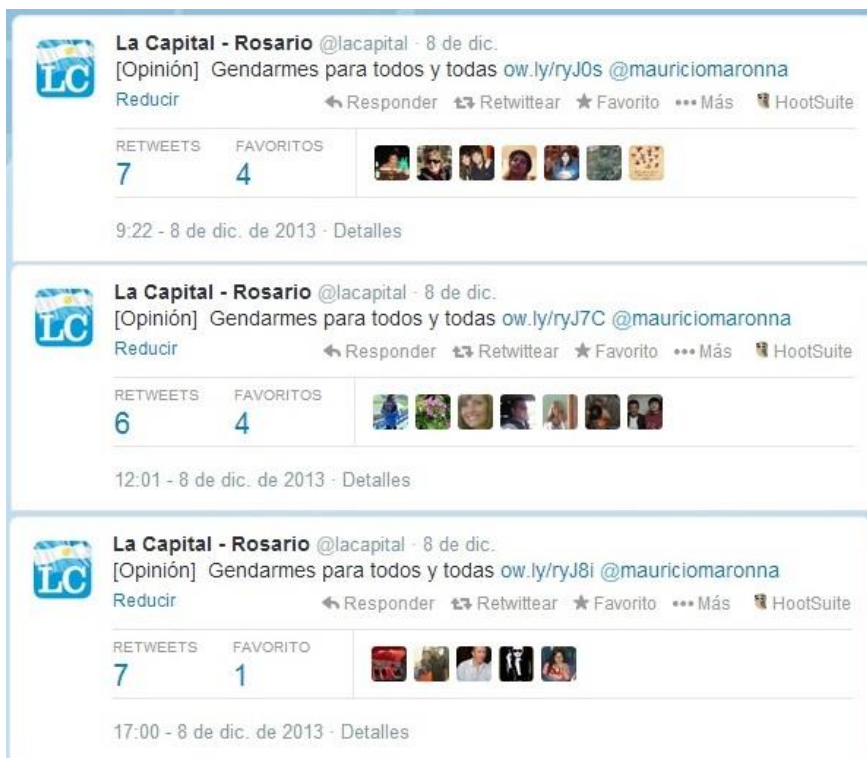 La Capital - Rosario @lacapital · 8 de dic.
[Opinión] Gendarmes para todos y todas ow.ly/ryJ0s @mauriciomaronna
Reducir Responder Retwittear Favorito Más HootSuite
RETWEETS FAVORITOS
7 4
9:22 - 8 de dic. de 2013 · Detalles
LC
La Capital - Rosario @lacapital · 8 de dic.
[Opinión] Gendarmes para todos y todas ow.ly/ryJ7C @mauriciomaronna
Reducir Responder Retwittear Favorito Más HootSuite
RETWEETS FAVORITOS
6 4
12:01 - 8 de dic. de 2013 · Detalles
LC
La Capital - Rosario @lacapital · 8 de dic.
[Opinión] Gendarmes para todos y todas ow.ly/ryJ8i @mauriciomaronna
Reducir Responder Retwittear Favorito Más HootSuite
RETWEETS FAVORITO
7 1
17:00 - 8 de dic. de 2013 · Detalles
LC